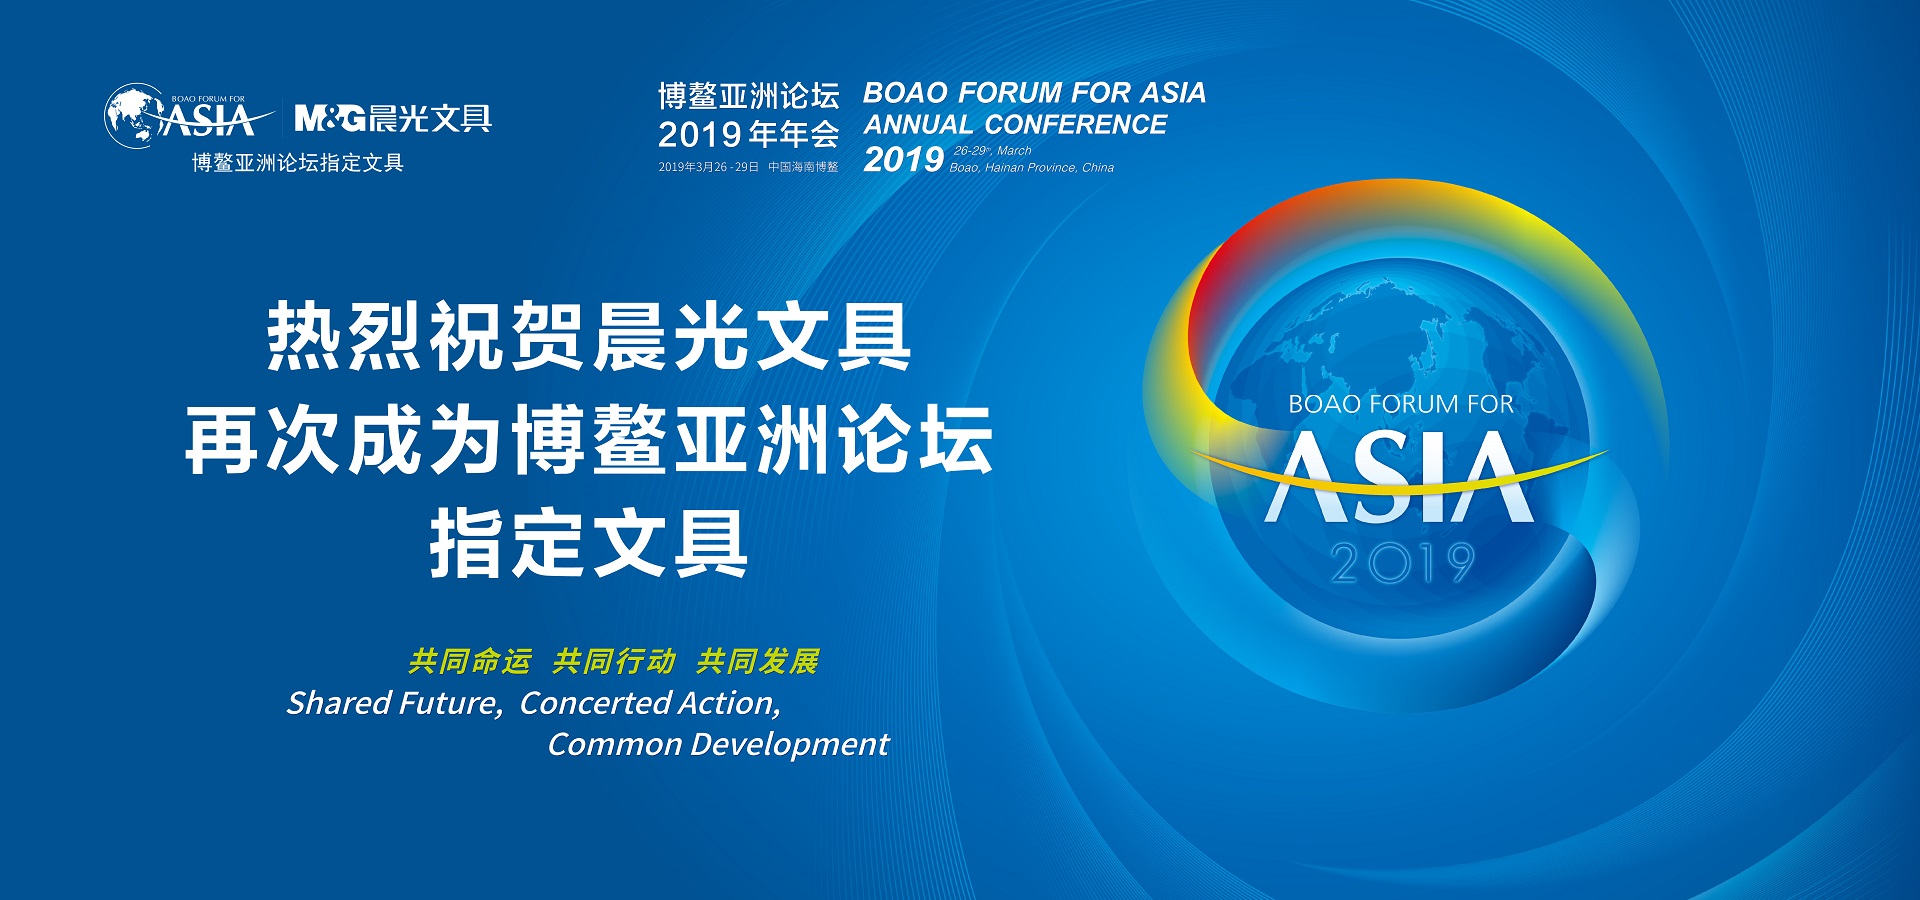 BOAO FORUM FOR
ASIA
M&G晨光文具
博鳌亚洲论坛指定文具
博鳌亚洲论坛
2019年年会
2019年3月26-29日 中国海南博鳌
BOAO FORUM FOR ASIA
ANNUAL CONFERENCE
2019 26-29th, March
Boao, Hainan Province, China
热烈祝贺晨光文具
再次成为博鳌亚洲论坛
指定文具
共同命运 共同行动 共同发展
Shared Future, Concerted Action,
Common Development
BOAO FORUM FOR
ASIA
2019